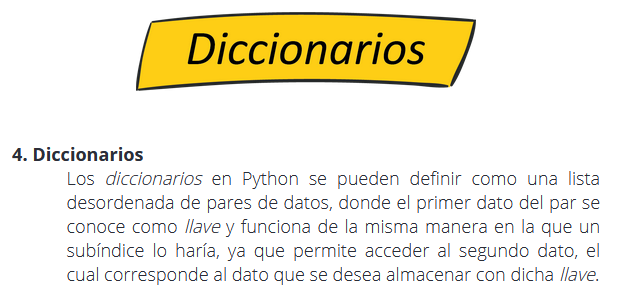 Diccionarios
4. Diccionarios
Los diccionarios en Python se pueden definir como una lista
desordenada de pares de datos, donde el primer dato del par se
conoce como llave y funciona de la misma manera en la que un
subíndice lo haría, ya que permite acceder al segundo dato, el
cual corresponde al dato que se desea almacenar con dicha llave.